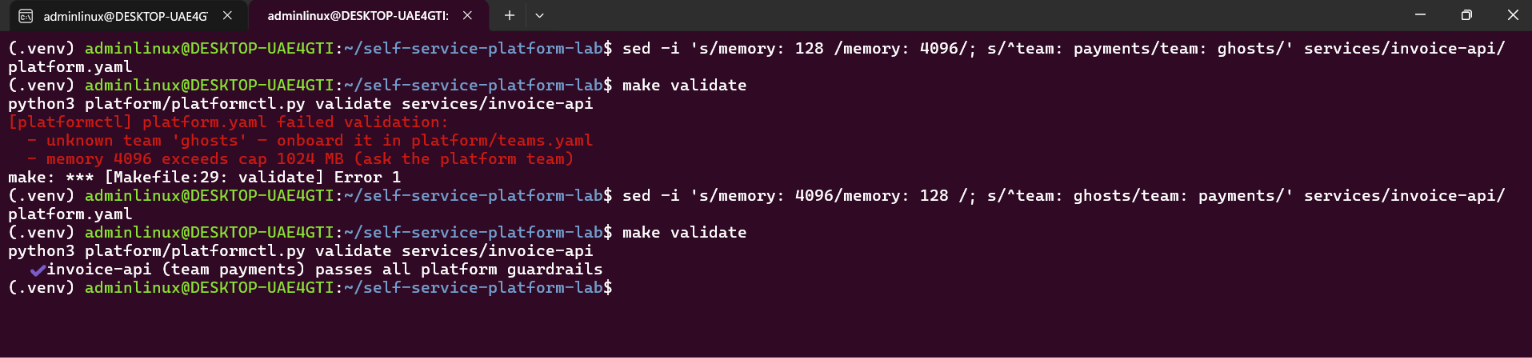 adminlinux@DESKTOP-UAE4G
adminlinux@DESKTOP-UAE4GTI:
(.venv) adminlinux@DESKTOP-UAE4GTI:~/self-service-platform-lab$ sed -i 's/memory: 128 /memory: 4096/; s/^team: payments/team: ghosts/' services/invoice-api/
platform.yaml
(.venv) adminlinux@DESKTOP-UAE4GTI:~/self-service-platform-lab$ make validate
python3 platform/platformctl.py validate services/invoice-api
[platformctl] platform.yaml failed validation:
  - unknown team 'ghosts' — onboard it in platform/teams.yaml
  - memory 4096 exceeds cap 1024 MB (ask the platform team)
make: *** [Makefile:29: validate] Error 1
(.venv) adminlinux@DESKTOP-UAE4GTI:~/self-service-platform-lab$ sed -i 's/memory: 4096/memory: 128 /; s/^team: ghosts/team: payments/' services/invoice-api/
platform.yaml
(.venv) adminlinux@DESKTOP-UAE4GTI:~/self-service-platform-lab$ make validate
python3 platform/platformctl.py validate services/invoice-api
  ✔invoice-api (team payments) passes all platform guardrails
(.venv) adminlinux@DESKTOP-UAE4GTI:~/self-service-platform-lab$